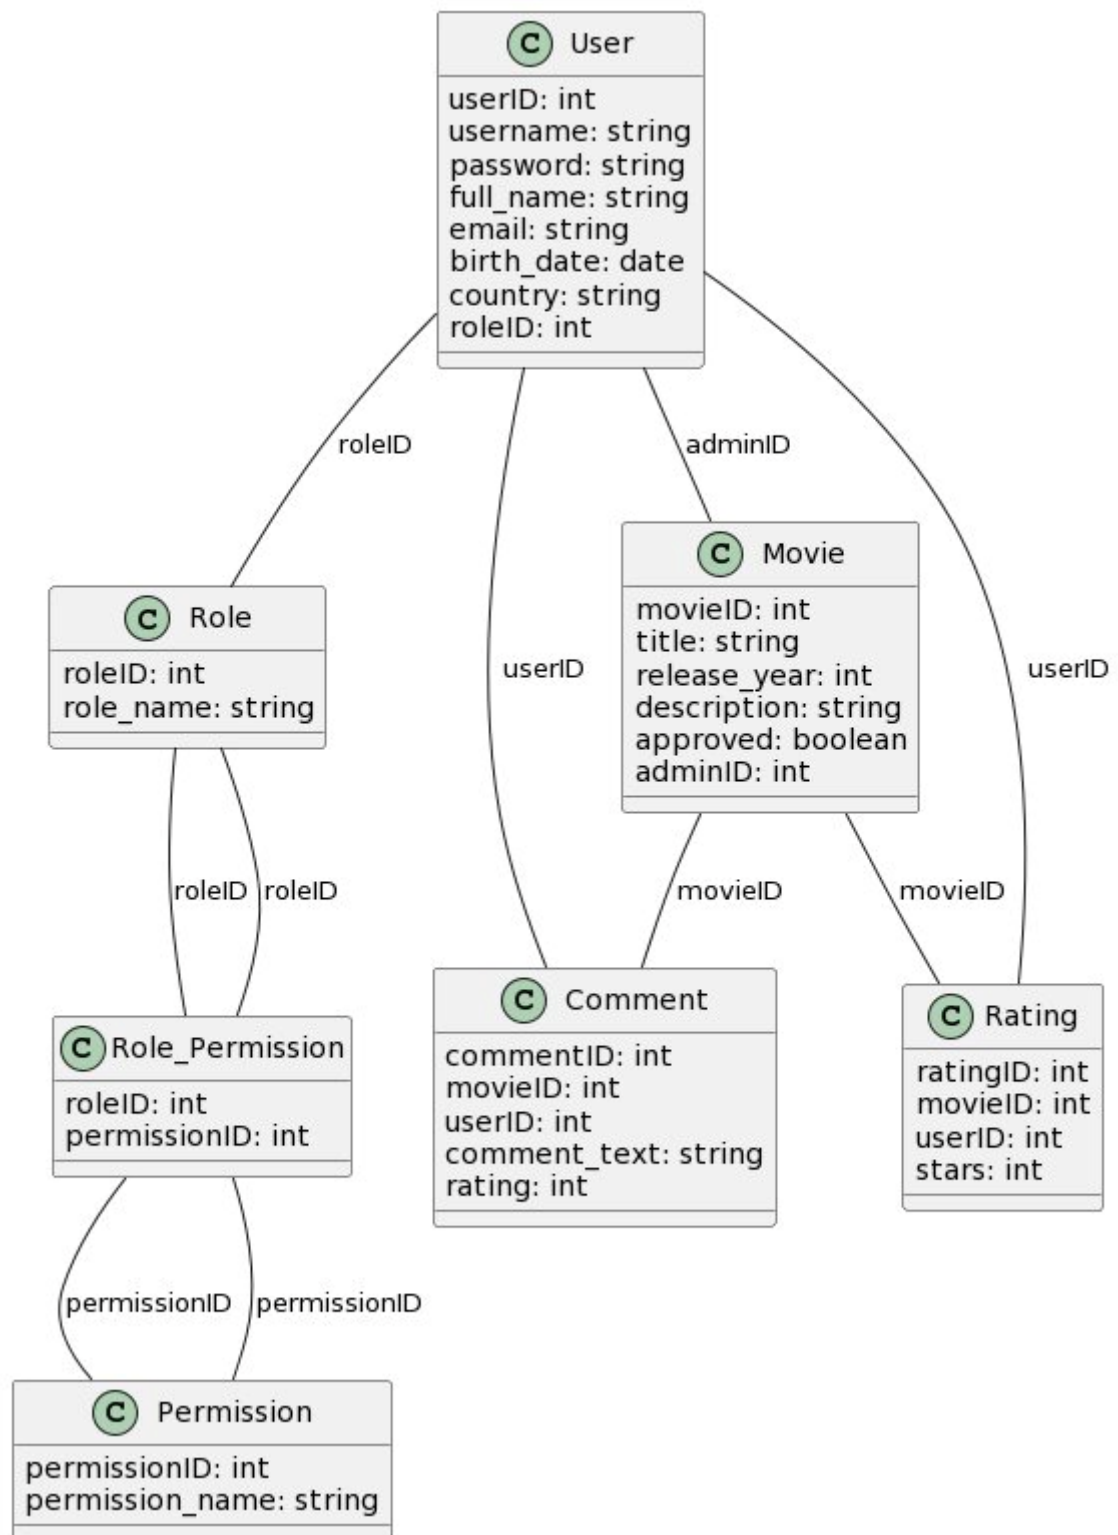 C User
userID: int
username: string
password: string
full_name: string
email: string
birth_date: date
country: string
roleID: int
roleID
adminID
C Movie
movieID: int
title: string
release_year: int
description: string
approved: boolean
adminID: int
C Role
roleID: int
role_name: string
userID
userID
roleID
roleID
movieID
movieID
C Role_Permission
roleID: int
permissionID: int
C Comment
commentID: int
movieID: int
userID: int
comment_text: string
rating: int
C Rating
ratingID: int
movieID: int
userID: int
stars: int
permissionID
permissionID
C Permission
permissionID: int
permission_name: string